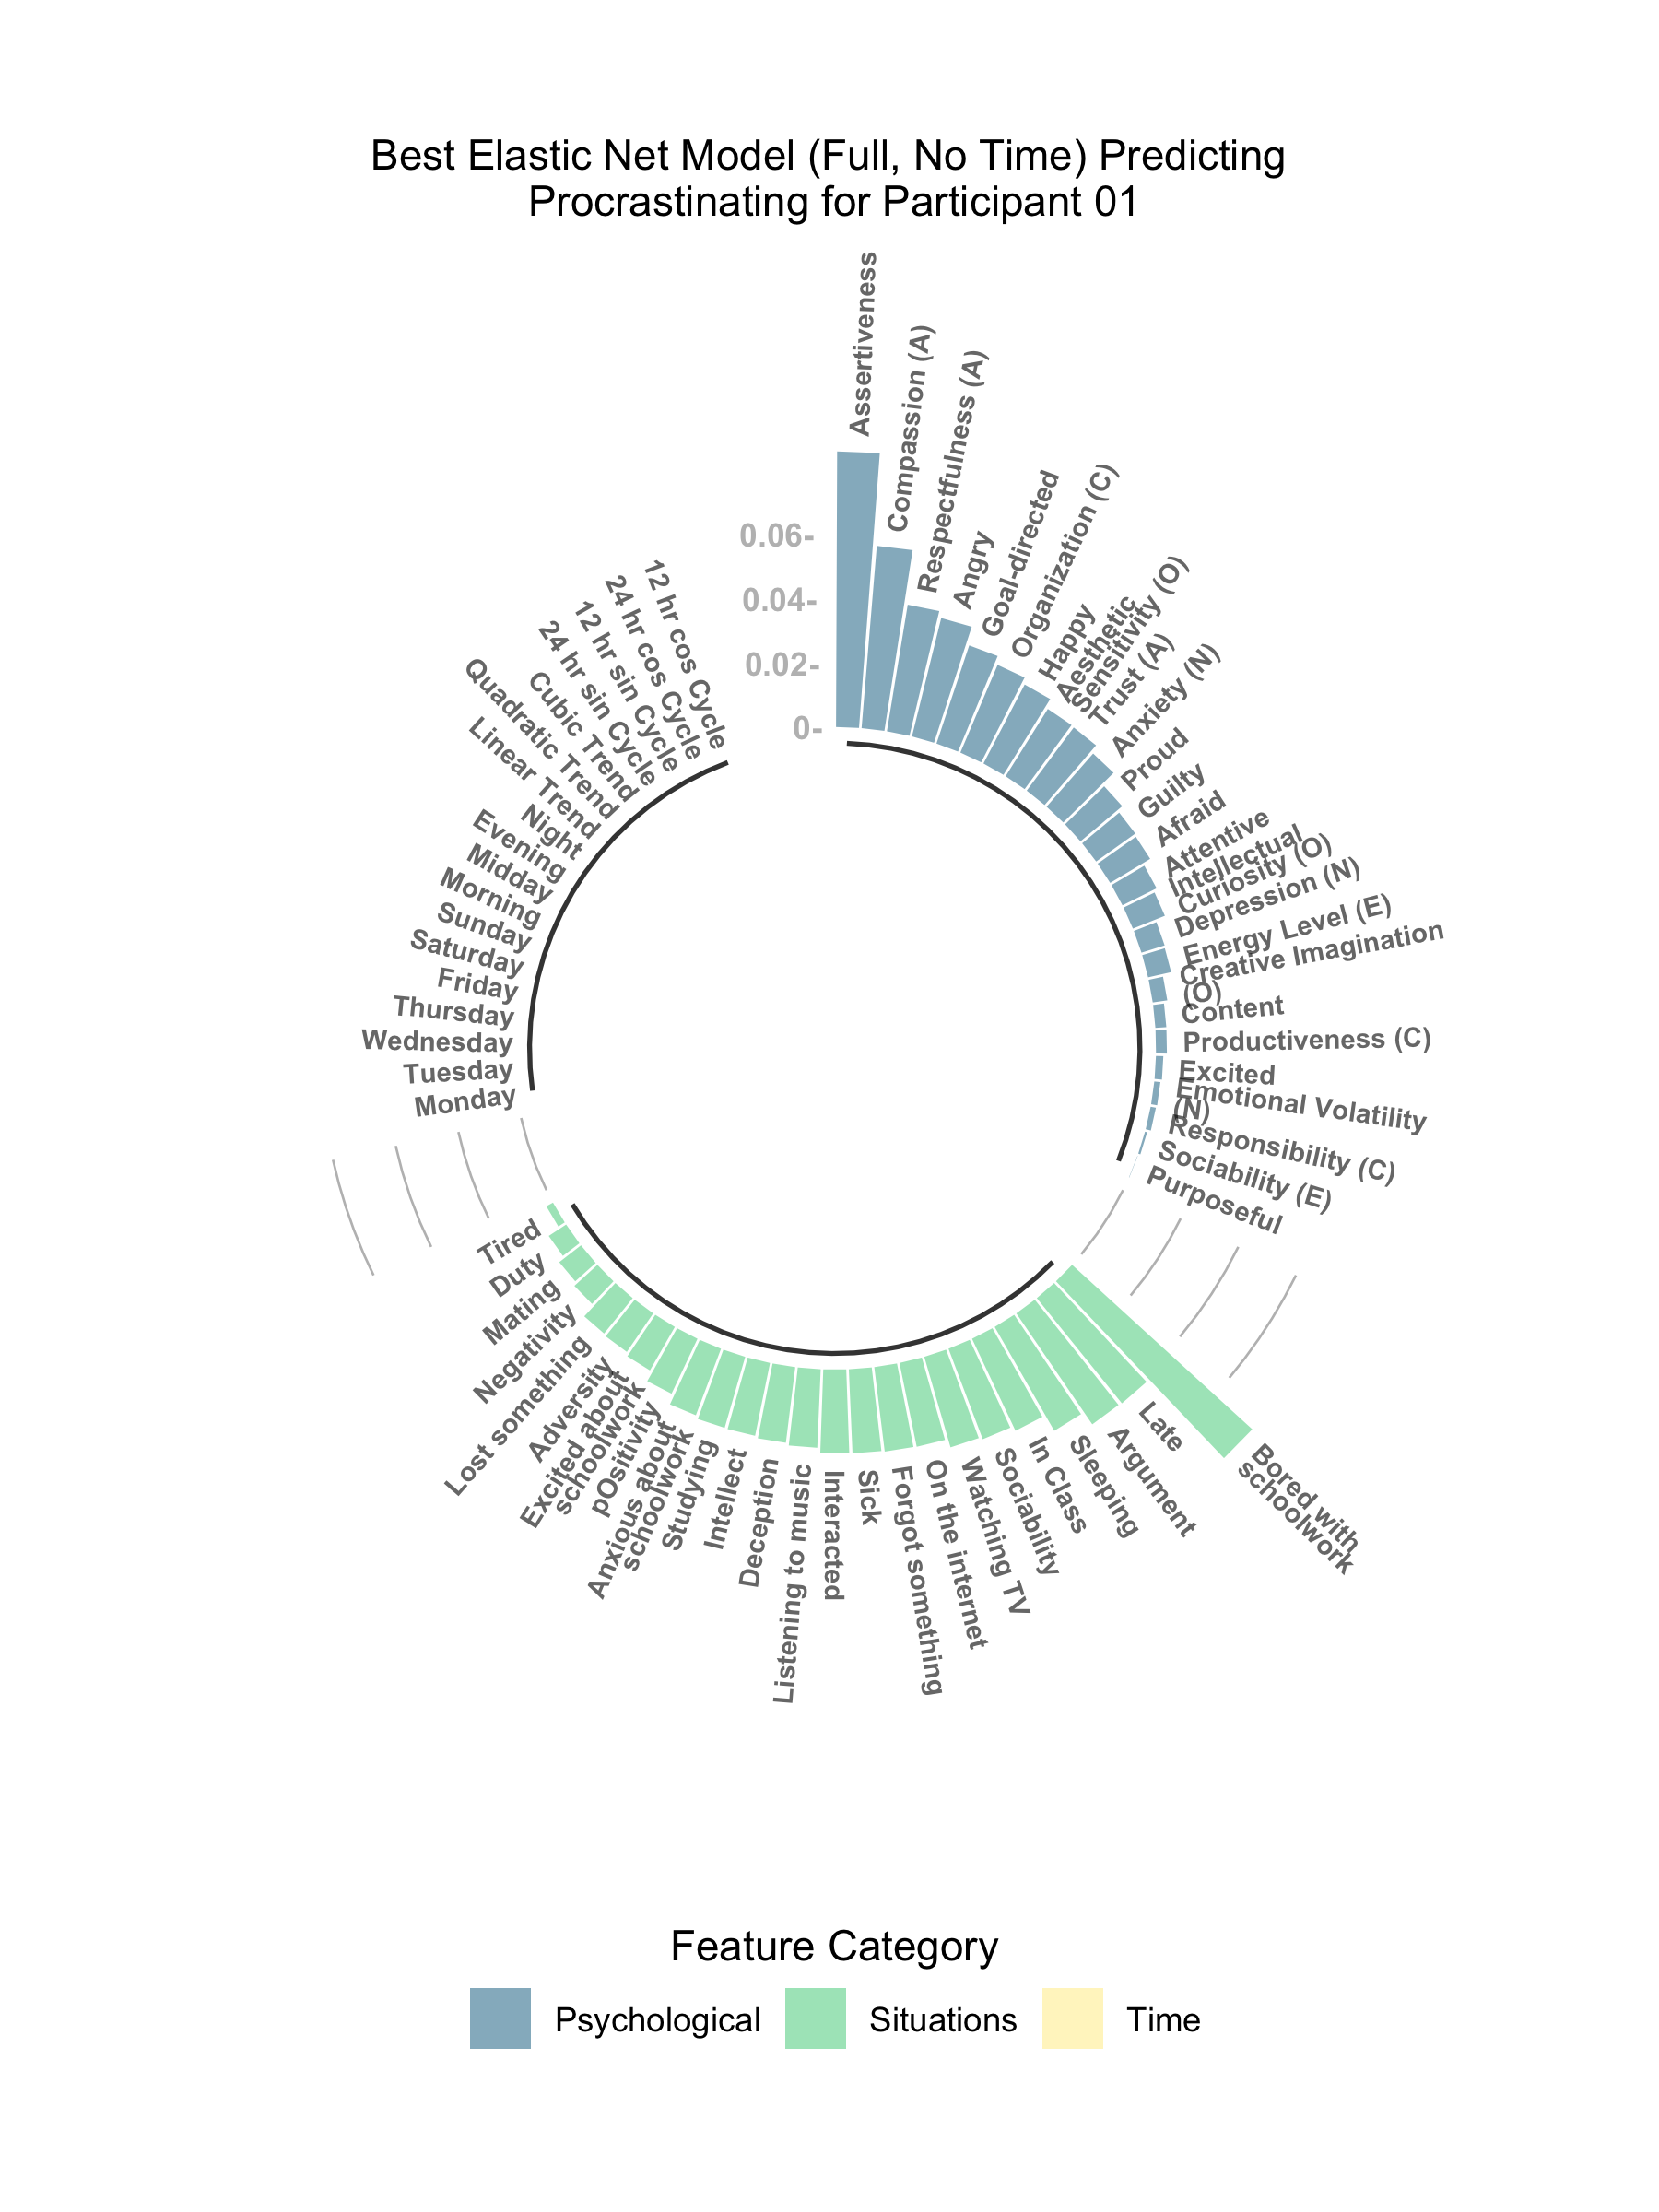 Best Elastic Net Model (Full, No Time) Predicting
Procrastinating for Participant 01
0.06-
0.04-
0.02-
0-
Assertiveness
Compassion (A)
Respectfulness (A)
Angry
Goal-directed
Organization (C)
Happy
Aesthetic
Sensitivity (O)
Trust (A)
Anxiety (N)
Proud
Guilty
Afraid
Attentive
Intellectual
Curiosity (O)
Depression (N)
Energy Level (E)
Creative Imagination
(O)
Content
Productiveness (C)
Excited
Emotional Volatility
(N)
Responsibility (C)
Sociability (E)
Purposeful
Bored with
schoolwork
Late
Argument
Sleeping
In Class
Sociability
Watching TV
On the internet
Forgot something
Sick
Interacted
Listening to music
Deception
Intellect
Studying
Anxious about
schoolwork
pOsitivity
Excited about
schoolwork
Adversity
Lost something
Negativity
Mating
Duty
Tired
Monday
Tuesday
Wednesday
Thursday
Friday
Saturday
Sunday
Morning
Midday
Evening
Night
Linear Trend
Quadratic Trend
Cubic Trend
24 hr sin Cycle
12 hr sin Cycle
24 hr cos Cycle
12 hr cos Cycle
Feature Category
Psychological
Situations
Time